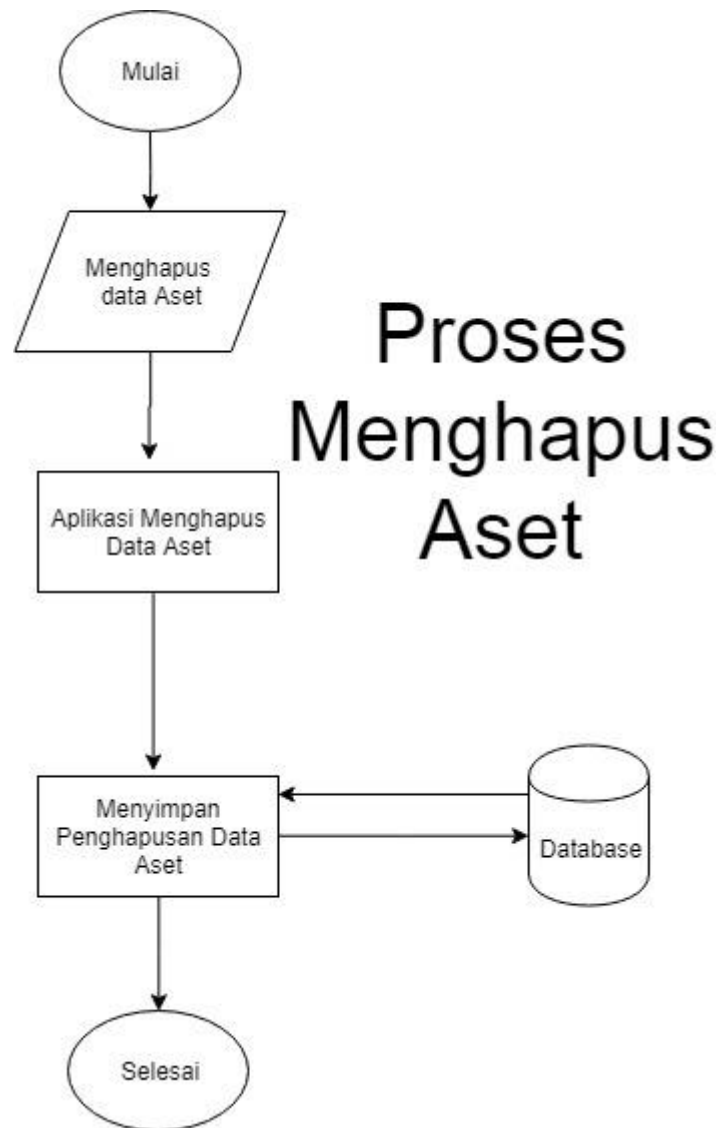 Mulai
Menghapus
data Aset
Proses
Menghapus
Aset
Aplikasi Menghapus
Data Aset
Menyimpan
Penghapusan Data
Aset
Database
Selesai